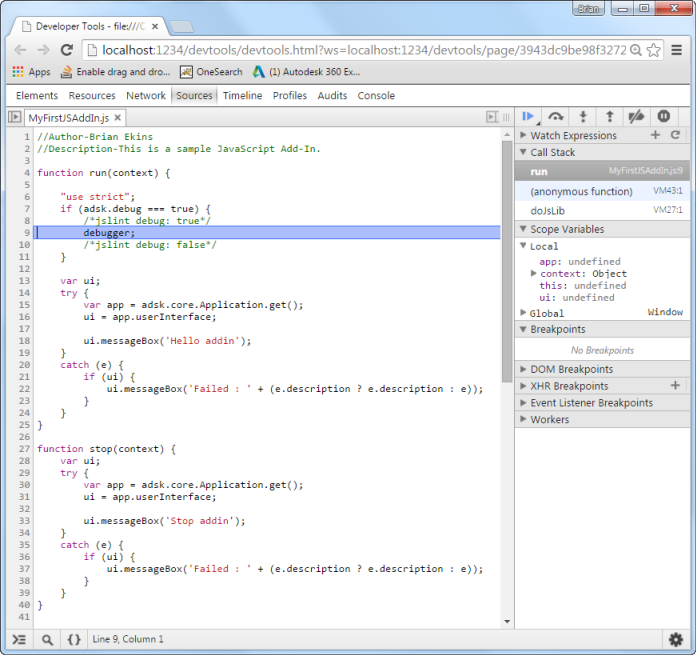 Brian
Developer Tools - file:///C
localhost:1234/devtools/devtools.html?ws=localhost:1234/devtools/page/3943dc9be98f3272
Apps Enable drag and dro... OneSearch (1) Autodesk 360 Ex...
Elements Resources Network Sources Timeline Profiles Audits Console
MyFirstJSAddIn.js
1 //Author-Brian Ekins
2 //Description-This is a sample JavaScript Add-In.
3
4 function run(context) {
5
6 "use strict";
7 if (adsk.debug === true) {
8 /*jslint debug: true*/
9 debugger;
10 /*jslint debug: false*/
11 }
12
13 var ui;
14 try {
15 var app = adsk.core.Application.get();
16 ui = app.userInterface;
17
18 ui.messageBox('Hello addin');
19 }
20 catch (e) {
21 if (ui) {
22 ui.messageBox('Failed : ' + (e.description ? e.description : e));
23 }
24 }
25 }
26
27 function stop(context) {
28 var ui;
29 try {
30 var app = adsk.core.Application.get();
31 ui = app.userInterface;
32
33 ui.messageBox('Stop addin');
34 }
35 catch (e) {
36 if (ui) {
37 ui.messageBox('Failed : ' + (e.description ? e.description : e));
38 }
39 }
40 }
41
Watch Expressions
Call Stack
run MyFirstJSAddIn.js:9
(anonymous function) VM43:1
doJsLib VM27:1
Scope Variables
Local
app: undefined
context: Object
this: undefined
ui: undefined
Global Window
Breakpoints
No Breakpoints
DOM Breakpoints
XHR Breakpoints
Event Listener Breakpoints
Workers
{} Line 9, Column 1